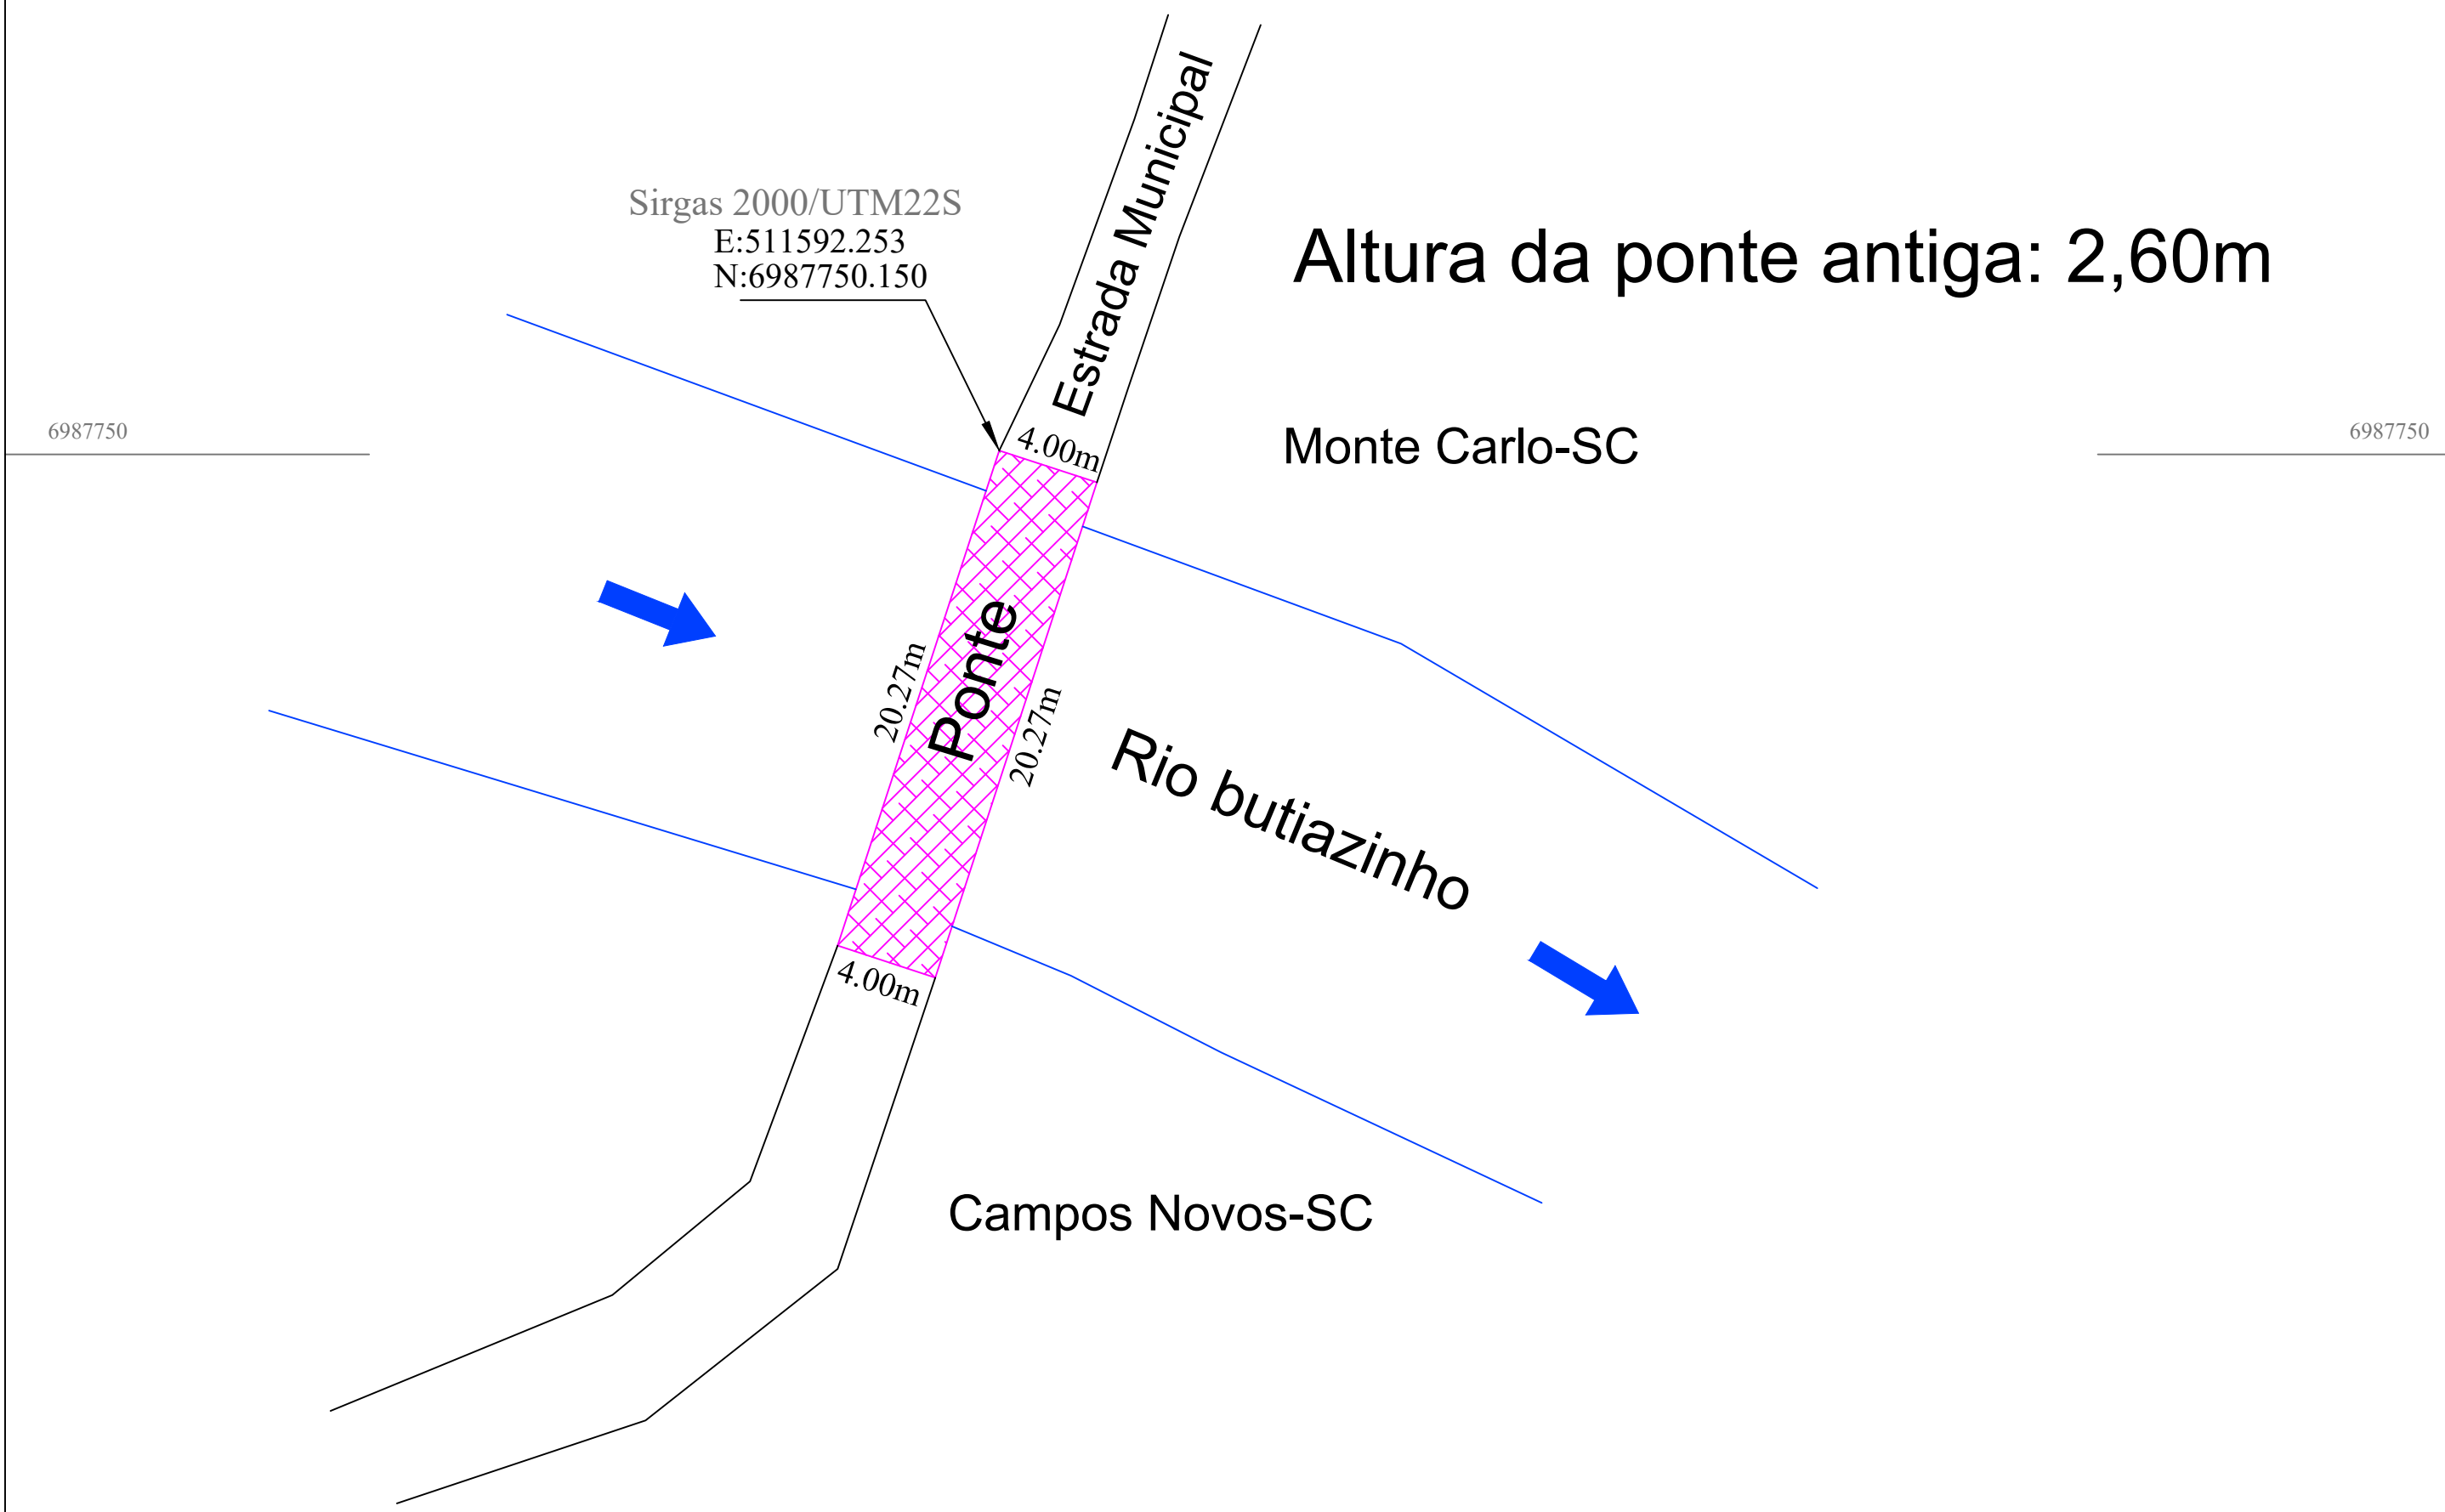 Estrada Municipal
Sirgas 2000/UTM22S
E:511592.253
N:6987750.150
Altura da ponte antiga: 2,60m
6987750
Monte Carlo-SC
6987750
4.00m
Ponte
20.27m
20.27m
Rio butiazinho
4.00m
Campos Novos-SC